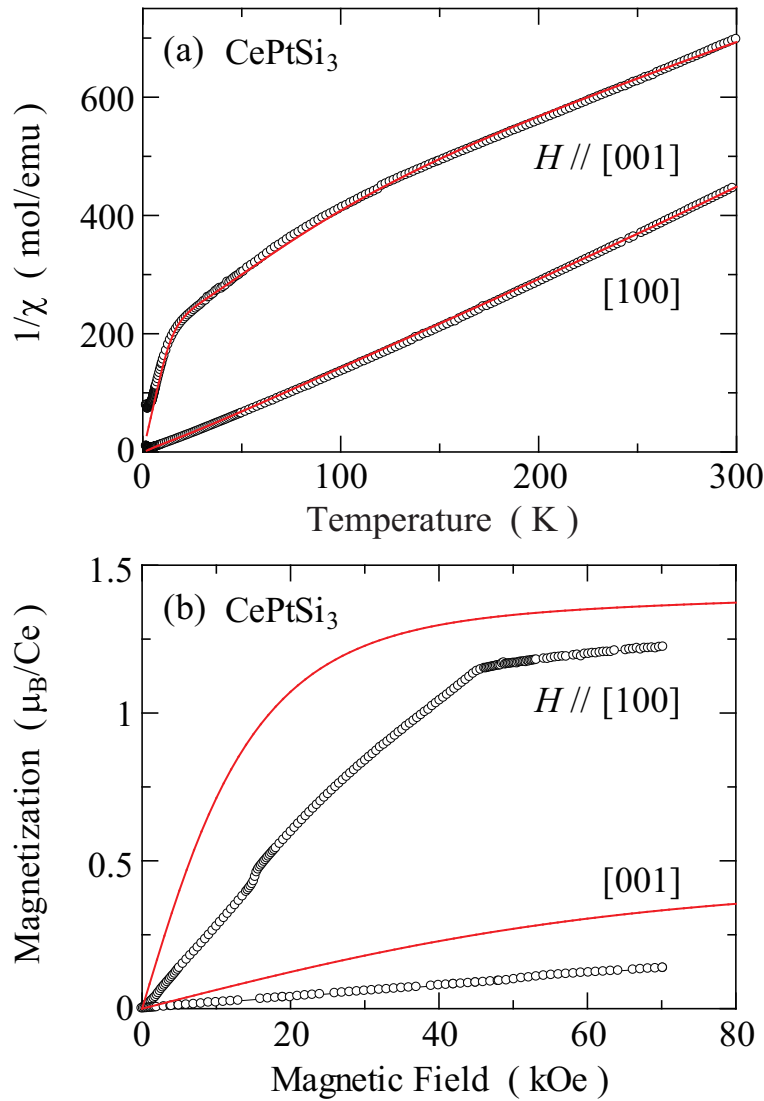 (a) CePtSi₃
600
400
200
0
1/χ ( mol/emu )
H // [001]
[100]
0 100 200 300
Temperature ( K )
1.5
1
0.5
0
(b) CePtSi₃
Magnetization ( μ_B/Ce )
H // [100]
[001]
0 20 40 60 80
Magnetic Field ( kOe )